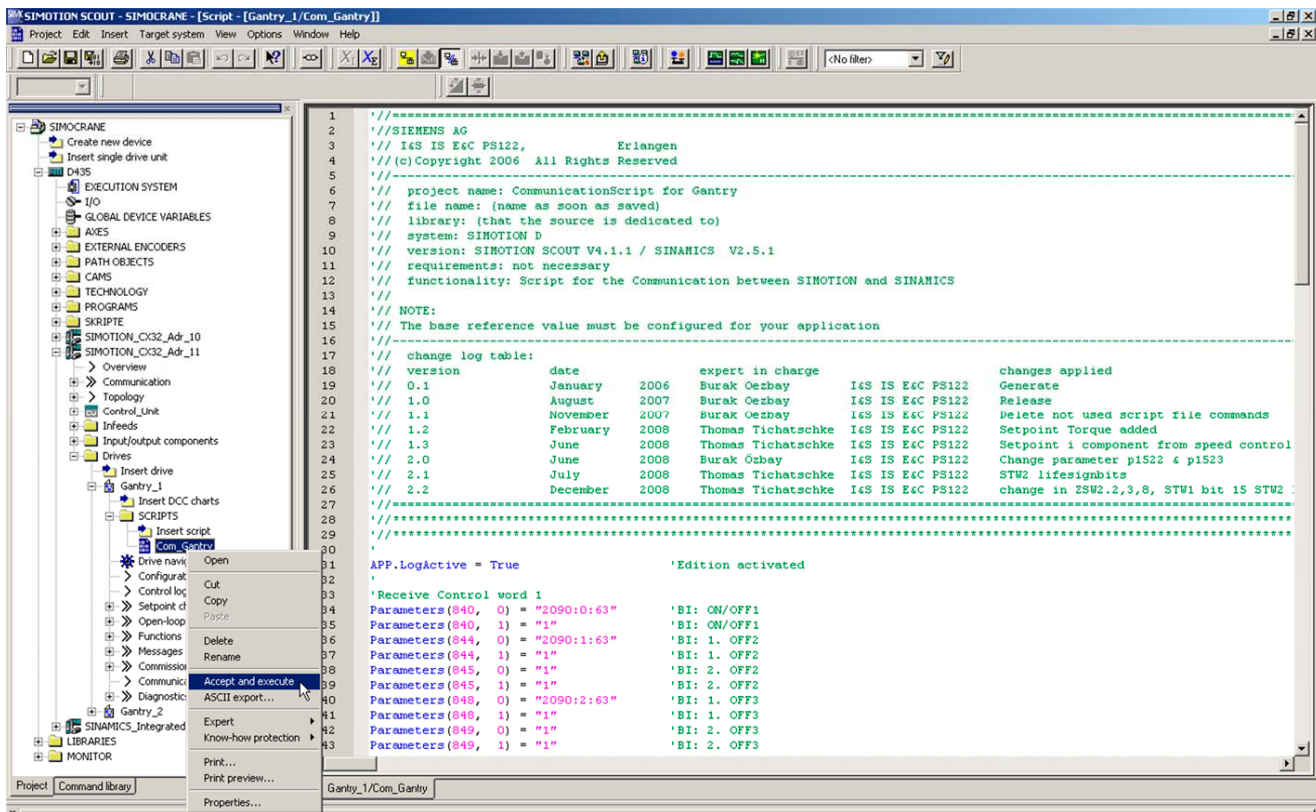 SIMOTION SCOUT - SIMOCRANE - [Script - [Gantry_1/Com_Gantry]]
Project Edit Insert Target system View Options Window Help
<No filter>
SIMOCRANE
Create new device
Insert single drive unit
D435
EXECUTION SYSTEM
I/O
GLOBAL DEVICE VARIABLES
AXES
EXTERNAL ENCODERS
PATH OBJECTS
CAMS
TECHNOLOGY
PROGRAMS
SKRIPTE
SIMOTION_CX32_Adr_10
SIMOTION_CX32_Adr_11
Overview
Communication
Topology
Control_Unit
Infeeds
Input/output components
Drives
Insert drive
Gantry_1
Insert DCC charts
SCRIPTS
Insert script
Com_Gantry
Drive navig
Configurat
Control log
Setpoint ch
Open-loop
Functions
Messages
Commission
Communica
Diagnostic
Gantry_2
SINAMICS_Integrated
LIBRARIES
MONITOR
Project Command library
Open
Cut
Copy
Paste
Delete
Rename
Accept and execute
ASCII export...
Expert
Know-how protection
Print...
Print preview...
Properties...
1 '//==============================================================================
2 '//SIEMENS AG
3 '// I&S IS E&C PS122, Erlangen
4 '//(c)Copyright 2006 All Rights Reserved
5 '//------------------------------------------------------------------------------
6 '// project name: CommunicationScript for Gantry
7 '// file name: (name as soon as saved)
8 '// library: (that the source is dedicated to)
9 '// system: SIMOTION D
10 '// version: SIMOTION SCOUT V4.1.1 / SINAMICS V2.5.1
11 '// requirements: not necessary
12 '// functionality: Script for the Communication between SIMOTION and SINAMICS
13 '//
14 '// NOTE:
15 '// The base reference value must be configured for your application
16 '//------------------------------------------------------------------------------
17 '// change log table:
18 '// version date expert in charge changes applied
19 '// 0.1 January 2006 Burak Oezbay I&S IS E&C PS122 Generate
20 '// 1.0 August 2007 Burak Oezbay I&S IS E&C PS122 Release
21 '// 1.1 November 2007 Burak Oezbay I&S IS E&C PS122 Delete not used script file commands
22 '// 1.2 February 2008 Thomas Tichatschke I&S IS E&C PS122 Setpoint Torque added
23 '// 1.3 June 2008 Thomas Tichatschke I&S IS E&C PS122 Setpoint i component from speed control
24 '// 2.0 June 2008 Burak Özbay I&S IS E&C PS122 Change parameter p1522 & p1523
25 '// 2.1 July 2008 Thomas Tichatschke I&S IS E&C PS122 STW2 lifesignbits
26 '// 2.2 December 2008 Thomas Tichatschke I&S IS E&C PS122 change in ZSW2.2,3,8, STW1 bit 15 STW2
27 '//==============================================================================
28 '//******************************************************************************
29 '//******************************************************************************
30 '
31 APP.LogActive = True 'Edition activated
32 '
33 'Receive Control word 1
34 Parameters(840, 0) = "2090:0:63" 'BI: ON/OFF1
35 Parameters(840, 1) = "1" 'BI: ON/OFF1
36 Parameters(844, 0) = "2090:1:63" 'BI: 1. OFF2
37 Parameters(844, 1) = "1" 'BI: 1. OFF2
38 Parameters(845, 0) = "1" 'BI: 2. OFF2
39 Parameters(845, 1) = "1" 'BI: 2. OFF2
40 Parameters(848, 0) = "2090:2:63" 'BI: 1. OFF3
41 Parameters(848, 1) = "1" 'BI: 1. OFF3
42 Parameters(849, 0) = "1" 'BI: 2. OFF3
43 Parameters(849, 1) = "1" 'BI: 2. OFF3
Gantry_1/Com_Gantry